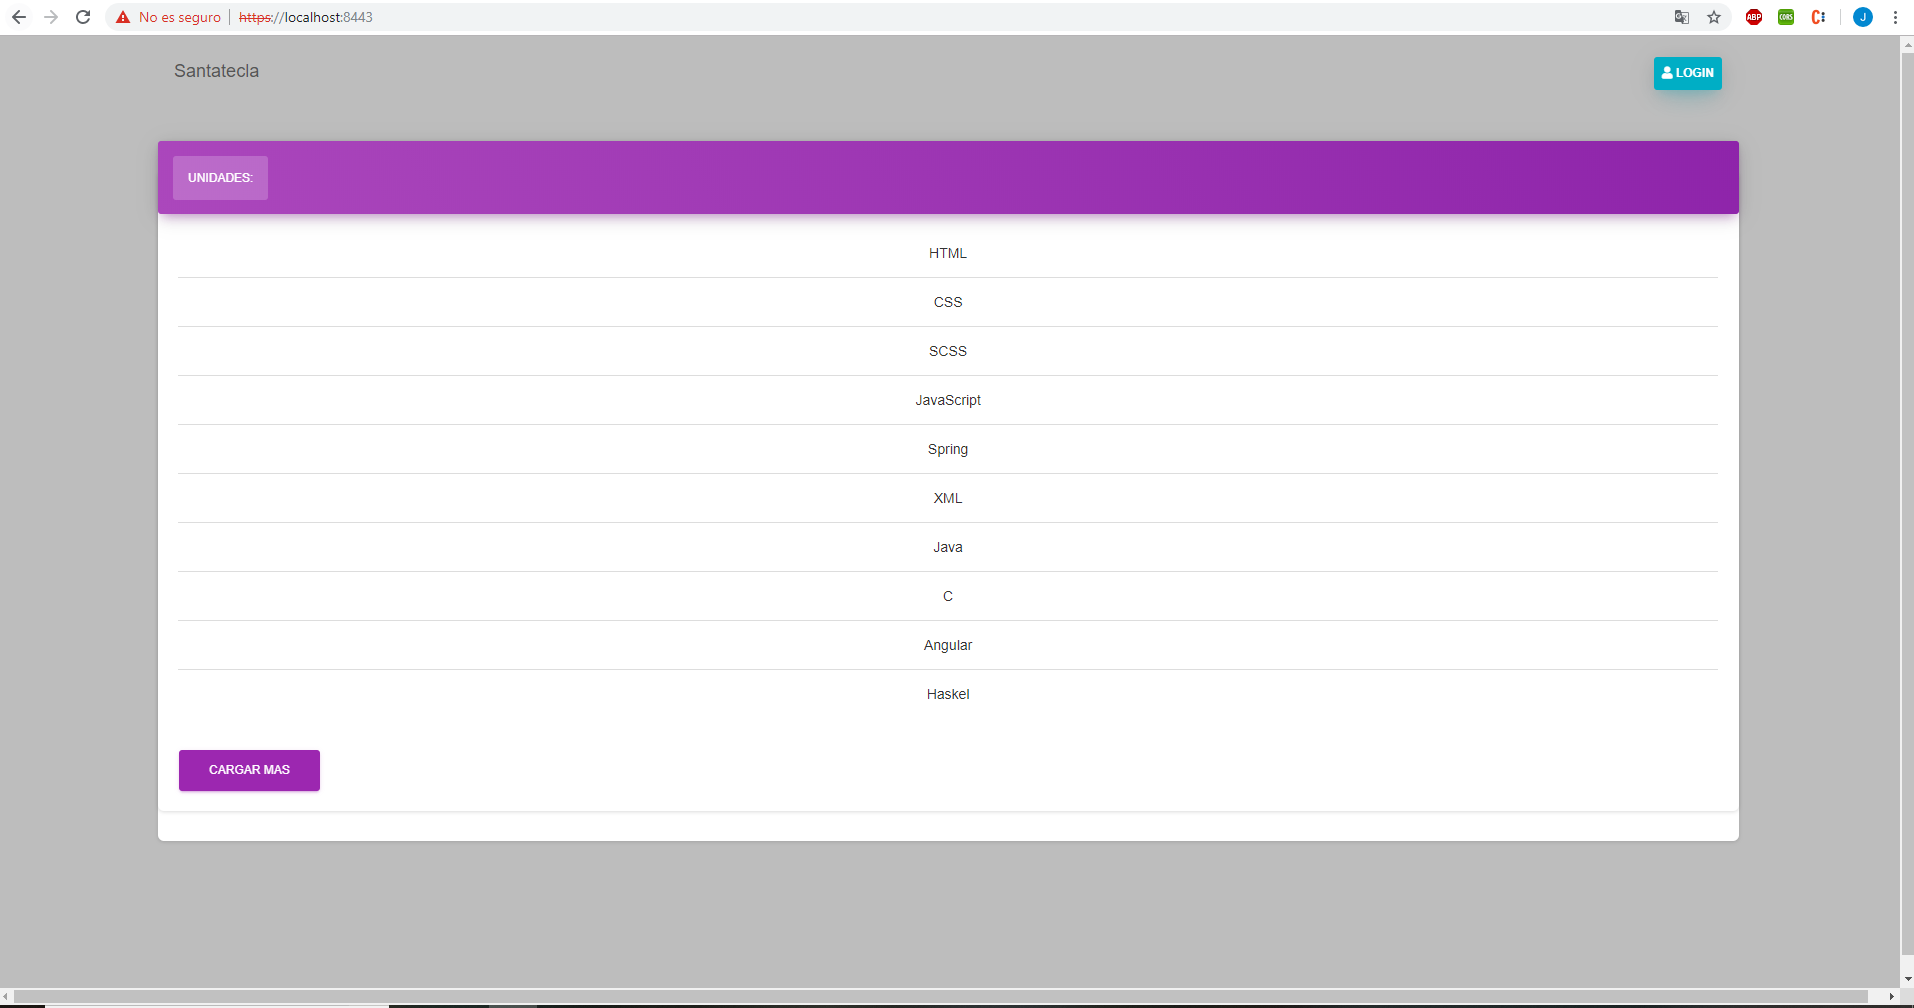 No es seguro | https://localhost:8443
ABP
CORS
C
J
Santatecla
LOGIN
UNIDADES:
HTML
CSS
SCSS
JavaScript
Spring
XML
Java
C
Angular
Haskel
CARGAR MAS